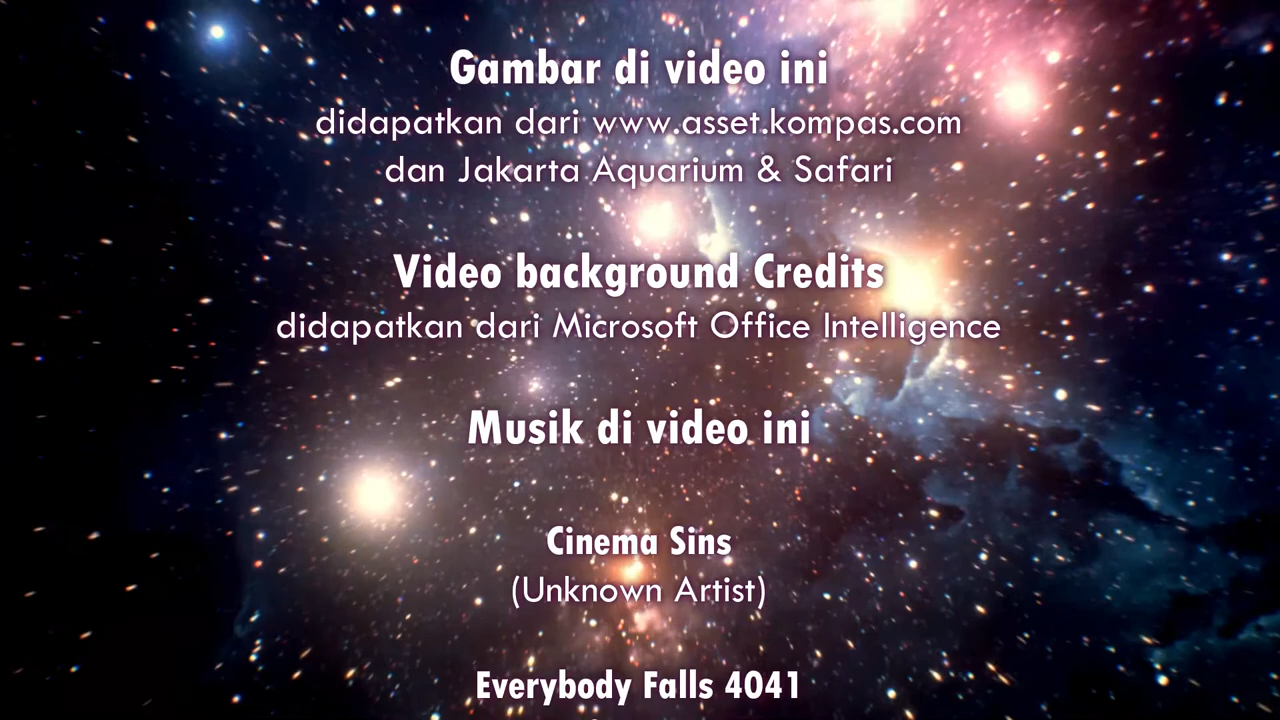 Gambar di video ini
didapatkan dari www.asset.kompas.com
dan Jakarta Aquarium & Safari
Video background Credits
didapatkan dari Microsoft Office Intelligence
Musik di video ini
Cinema Sins
(Unknown Artist)
Everybody Falls 4041